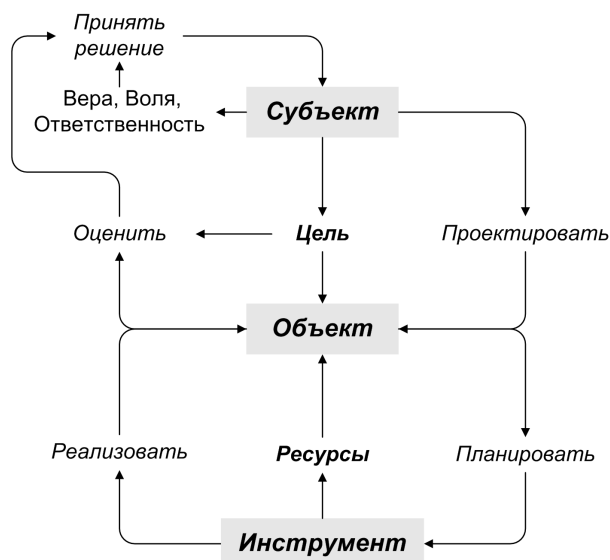 Принять
решение
Вера, Воля,
Ответственность
Субъект
Оценить
Цель
Проектировать
Объект
Реализовать
Ресурсы
Планировать
Инструмент